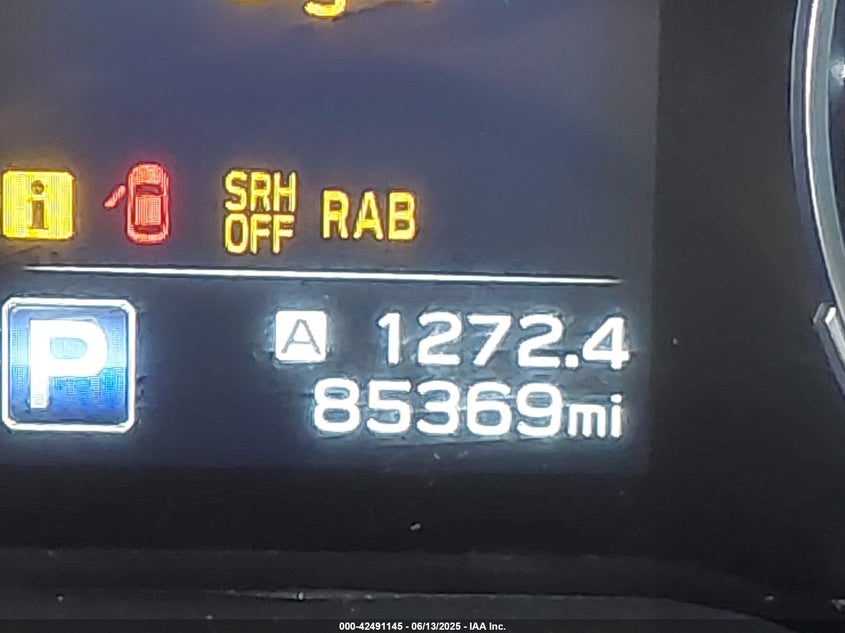 i
SRH
OFF RAB
A 1272.4
P
85369mi
000-42491145 - 06/13/2025 - IAA Inc.